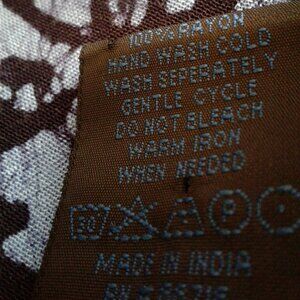 100% RAYON
HAND WASH COLD
WASH SEPERATELY
GENTLE CYCLE
DO NOT BLEACH
WARM IRON
WHEN NEEDED
30 A P
MADE IN INDIA